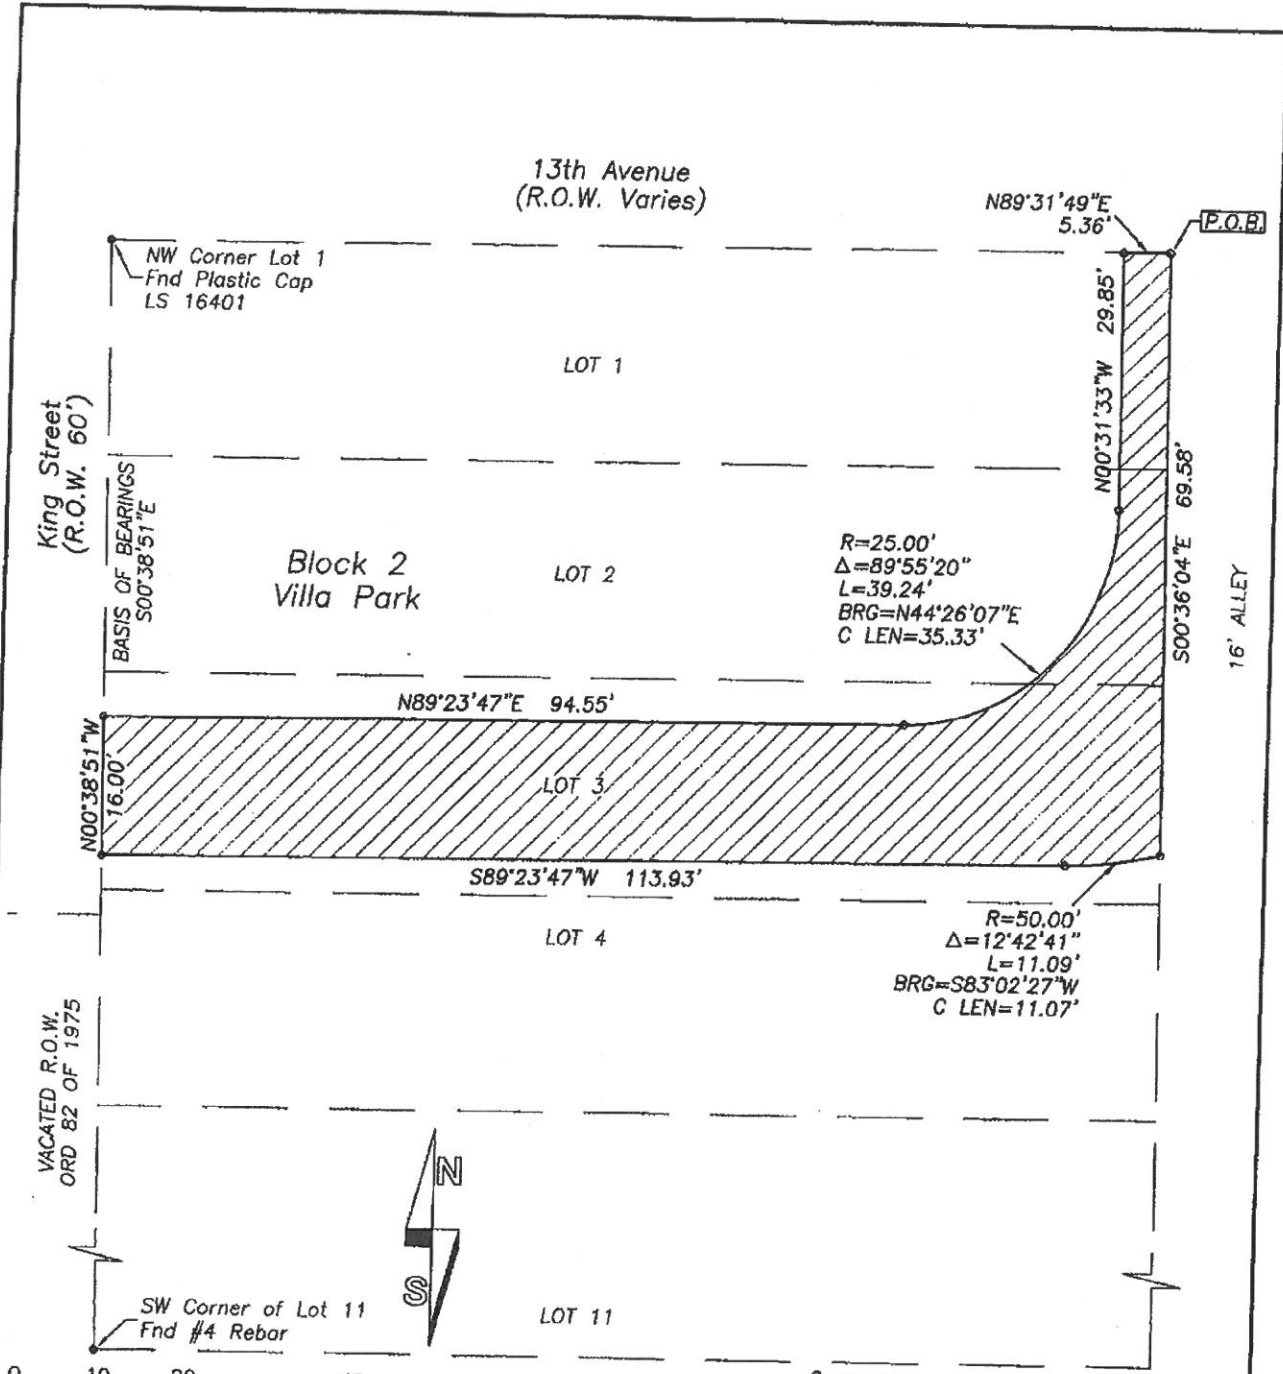 13th Avenue
(R.O.W. Varies)
N89°31'49"E
5.36'
P.O.B.
NW Corner Lot 1
Fnd Plastic Cap
LS 16401
LOT 1
N00°31'33"W 29.85'
King Street
(R.O.W. 60')
BASIS OF BEARINGS
S00°38'51"E
Block 2
Villa Park
LOT 2
R=25.00'
Δ=89°55'20"
L=39.24'
BRG=N44°26'07"E
C LEN=35.33'
S00°36'04"E 69.58'
16' ALLEY
N89°23'47"E 94.55'
N00°38'51"W
16.00'
LOT 3
S89°23'47"W 113.93'
LOT 4
R=50.00'
Δ=12°42'41"
L=11.09'
BRG=S83°02'27"W
C LEN=11.07'
VACATED R.O.W.
ORD 82 OF 1975
N
S
SW Corner of Lot 11
Fnd #4 Rebar
LOT 11